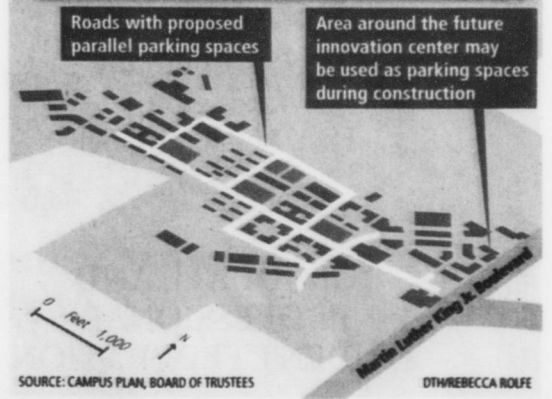 Roads with proposed
parallel parking spaces
Area around the future
innovation center may
be used as parking spaces
during construction
Martin Luther King Jr. Boulevard
0 Feet 1,000
N
SOURCE: CAMPUS PLAN, BOARD OF TRUSTEES
DTH/REBECCA ROLFE